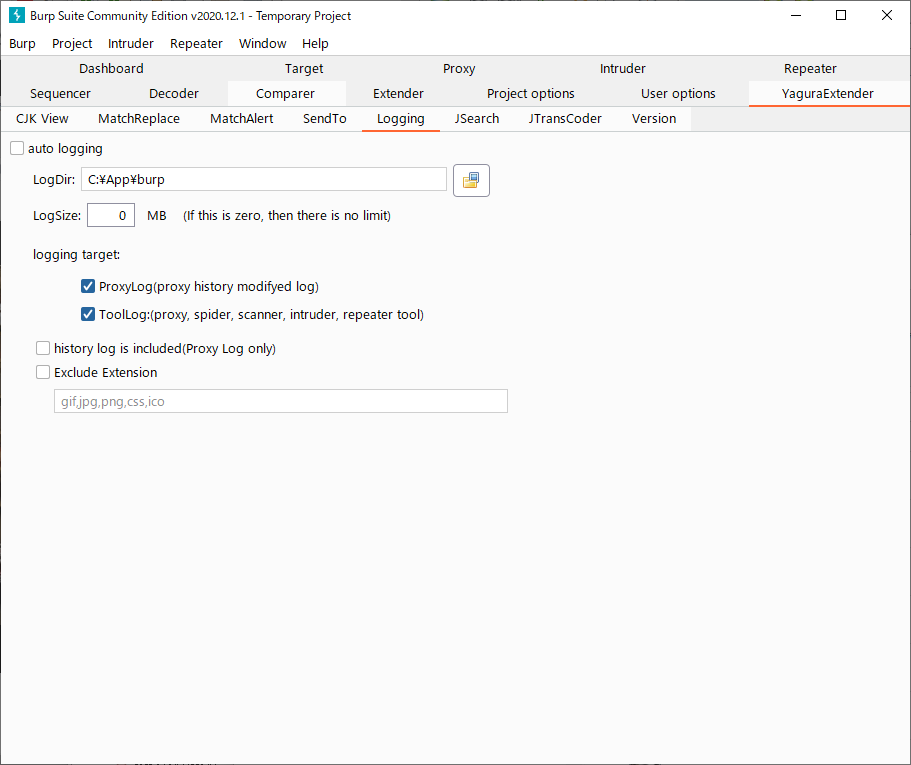 Burp Suite Community Edition v2020.12.1 - Temporary Project
Burp Project Intruder Repeater Window Help
Dashboard Target Proxy Intruder Repeater
Sequencer Decoder Comparer Extender Project options User options YaguraExtender
CJK View MatchReplace MatchAlert SendTo Logging JSearch JTransCoder Version
auto logging
LogDir: C:¥App¥burp
LogSize: 0 MB (If this is zero, then there is no limit)
logging target:
ProxyLog(proxy history modifyed log)
ToolLog:(proxy, spider, scanner, intruder, repeater tool)
history log is included(Proxy Log only)
Exclude Extension
gif,jpg,png,css,ico